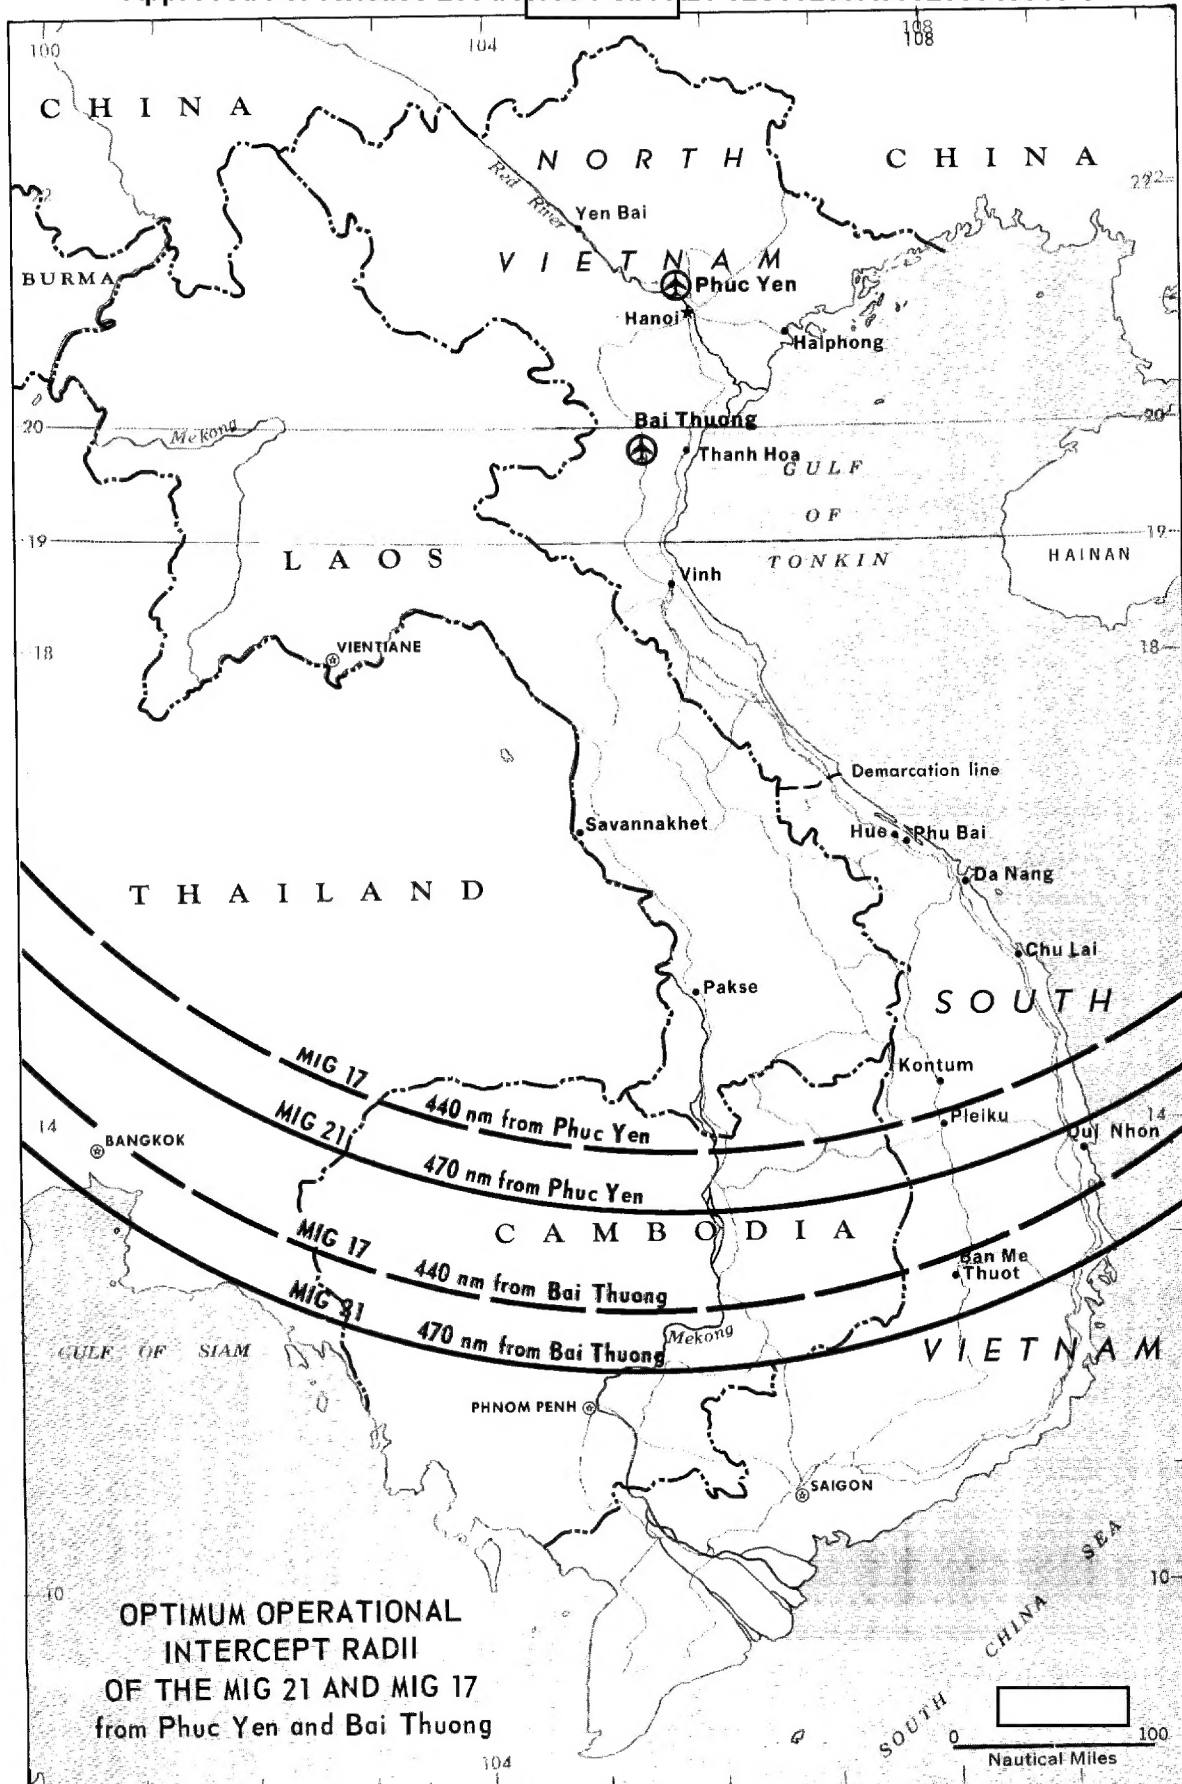 100
104
108
108
CHINA
NORTH
CHINA
22
22
22
Red River
Yen Bai
VIETNAM
BURMA
Phuc Yen
Hanoi
Haiphong
Bai Thuong
20
20
Mekong
Thanh Hoa
GULF
OF
TONKIN
19
19
LAOS
HAINAN
Vinh
18
18
VIENTIANE
Demarcation line
Savannakhet
Hue
Phu Bai
THAILAND
Da Nang
Chu Lai
Pakse
SOUTH
MIG 17
440 nm from Phuc Yen
Kontum
MIG 21
470 nm from Phuc Yen
Pleiku
14
14
Qui Nhon
BANGKOK
CAMBODIA
MIG 17
440 nm from Bai Thuong
Ban Me
Thuot
MIG 21
470 nm from Bai Thuong
Mekong
GULF OF SIAM
VIETNAM
PHNOM PENH
SAIGON
10
10
OPTIMUM OPERATIONAL
INTERCEPT RADII
OF THE MIG 21 AND MIG 17
from Phuc Yen and Bai Thuong
SOUTH CHINA SEA
0
100
Nautical Miles
104